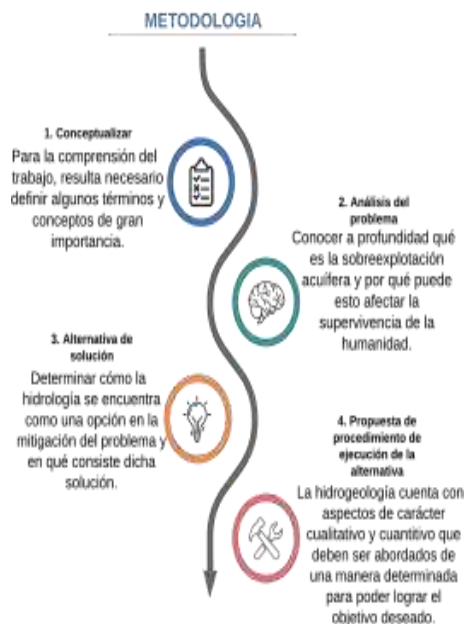 METODOLOGIA
1. Conceptualizar
Para la comprensión del
trabajo, resulta necesario
definir algunos términos y
conceptos de gran
importancia.
2. Análisis del
problema
Conocer a profundidad qué
es la sobreexplotación
acuífera y por qué puede
esto afectar la
supervivencia de la
humanidad.
3. Alternativa de
solución
Determinar cómo la
hidrología se encuentra
como una opción en la
mitigación del problema y
en qué consiste dicha
solución.
4. Propuesta de
procedimiento de
ejecución de la
alternativa
La hidrogeología cuenta con
aspectos de carácter
cualitativo y cuantitivo que
deben ser abordados de
una manera determinada
para poder lograr el
objetivo deseado.